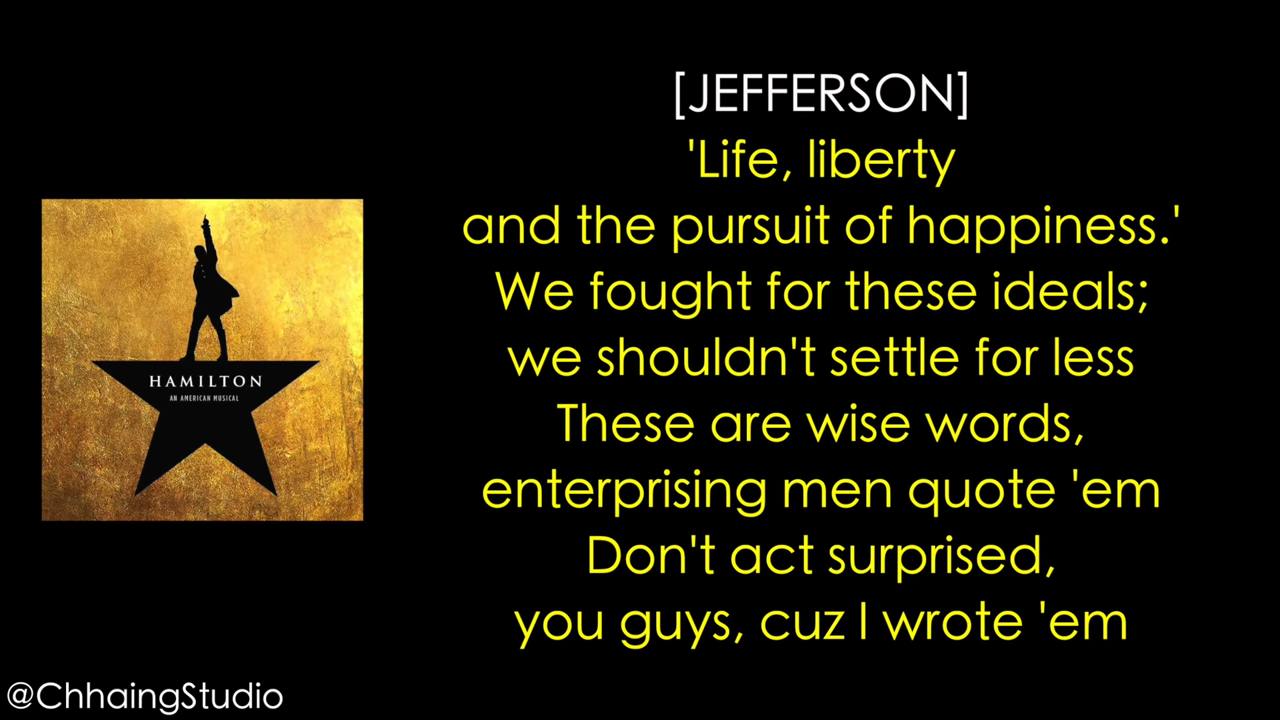 [JEFFERSON]
'Life, liberty
and the pursuit of happiness.'
We fought for these ideals;
we shouldn't settle for less
These are wise words,
enterprising men quote 'em
Don't act surprised,
you guys, cuz I wrote 'em
HAMILTON
AN AMERICAN MUSICAL
@ChhaingStudio